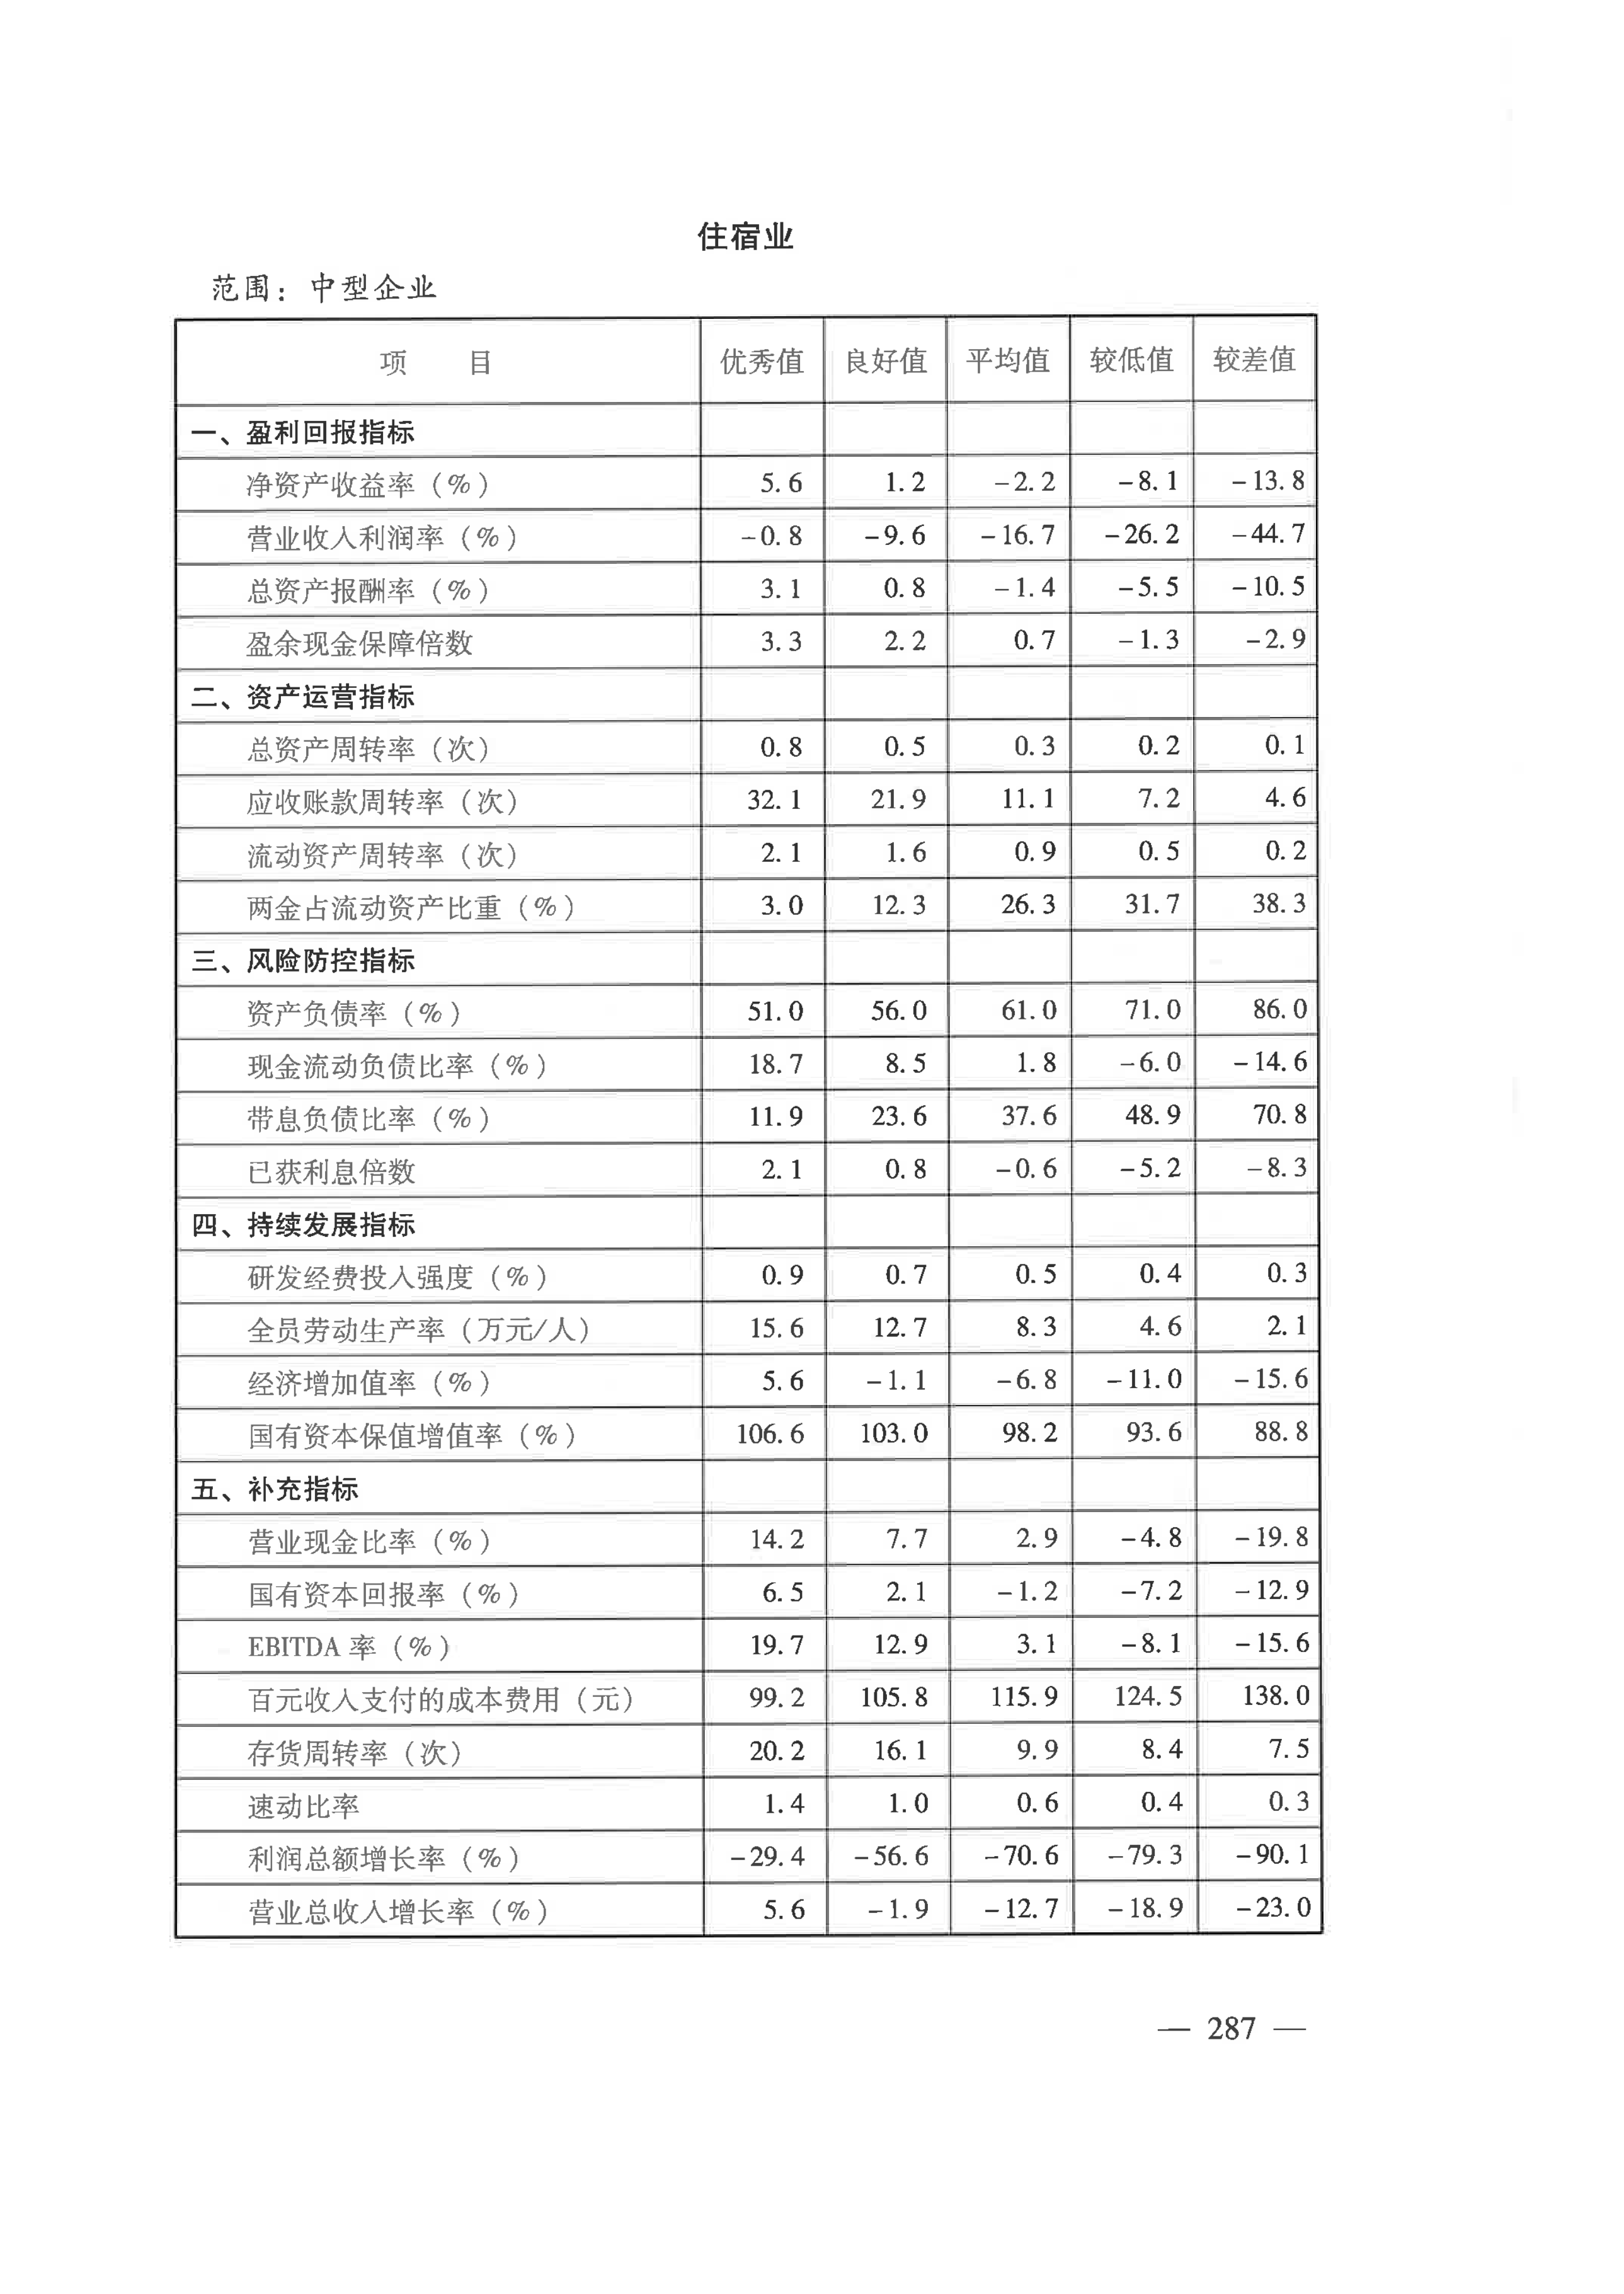 住宿业
范围：中型企业
项 目 优秀值 良好值 平均值 较低值 较差值
一、盈利回报指标
净资产收益率（%） 5.6 1.2 -2.2 -8.1 -13.8
营业收入利润率（%） -0.8 -9.6 -16.7 -26.2 -44.7
总资产报酬率（%） 3.1 0.8 -1.4 -5.5 -10.5
盈余现金保障倍数 3.3 2.2 0.7 -1.3 -2.9
二、资产运营指标
总资产周转率（次） 0.8 0.5 0.3 0.2 0.1
应收账款周转率（次） 32.1 21.9 11.1 7.2 4.6
流动资产周转率（次） 2.1 1.6 0.9 0.5 0.2
两金占流动资产比重（%） 3.0 12.3 26.3 31.7 38.3
三、风险防控指标
资产负债率（%） 51.0 56.0 61.0 71.0 86.0
现金流动负债比率（%） 18.7 8.5 1.8 -6.0 -14.6
带息负债比率（%） 11.9 23.6 37.6 48.9 70.8
已获利息倍数 2.1 0.8 -0.6 -5.2 -8.3
四、持续发展指标
研发经费投入强度（%） 0.9 0.7 0.5 0.4 0.3
全员劳动生产率（万元/人） 15.6 12.7 8.3 4.6 2.1
经济增加值率（%） 5.6 -1.1 -6.8 -11.0 -15.6
国有资本保值增值率（%） 106.6 103.0 98.2 93.6 88.8
五、补充指标
营业现金比率（%） 14.2 7.7 2.9 -4.8 -19.8
国有资本回报率（%） 6.5 2.1 -1.2 -7.2 -12.9
EBITDA 率（%） 19.7 12.9 3.1 -8.1 -15.6
百元收入支付的成本费用（元） 99.2 105.8 115.9 124.5 138.0
存货周转率（次） 20.2 16.1 9.9 8.4 7.5
速动比率 1.4 1.0 0.6 0.4 0.3
利润总额增长率（%） -29.4 -56.6 -70.6 -79.3 -90.1
营业总收入增长率（%） 5.6 -1.9 -12.7 -18.9 -23.0
— 287 —